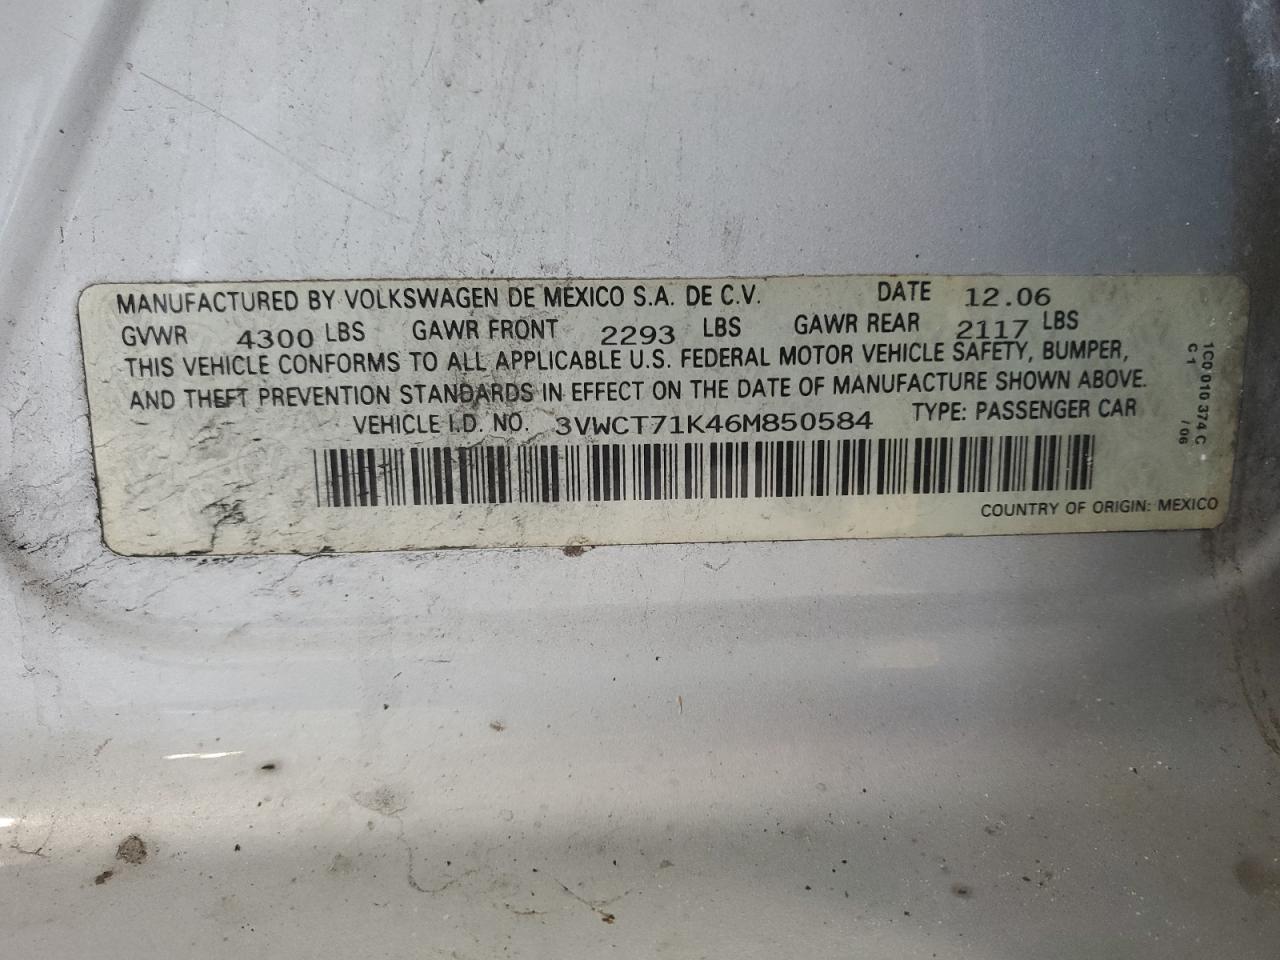 MANUFACTURED BY VOLKSWAGEN DE MEXICO S.A. DE C.V. DATE 12.06
GVWR 4300 LBS GAWR FRONT 2293 LBS GAWR REAR 2117 LBS
THIS VEHICLE CONFORMS TO ALL APPLICABLE U.S. FEDERAL MOTOR VEHICLE SAFETY, BUMPER,
AND THEFT PREVENTION STANDARDS IN EFFECT ON THE DATE OF MANUFACTURE SHOWN ABOVE.
VEHICLE I.D. NO. 3VWCT71K46M850584 TYPE: PASSENGER CAR
COUNTRY OF ORIGIN: MEXICO
1C0 010 374 C
C 1 / 06